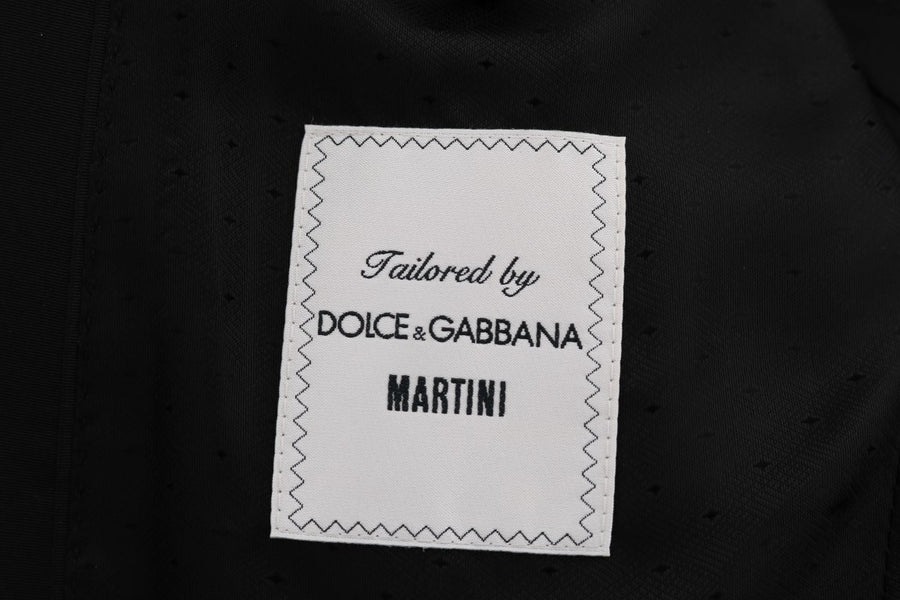 Tailored by
DOLCE & GABBANA
MARTINI